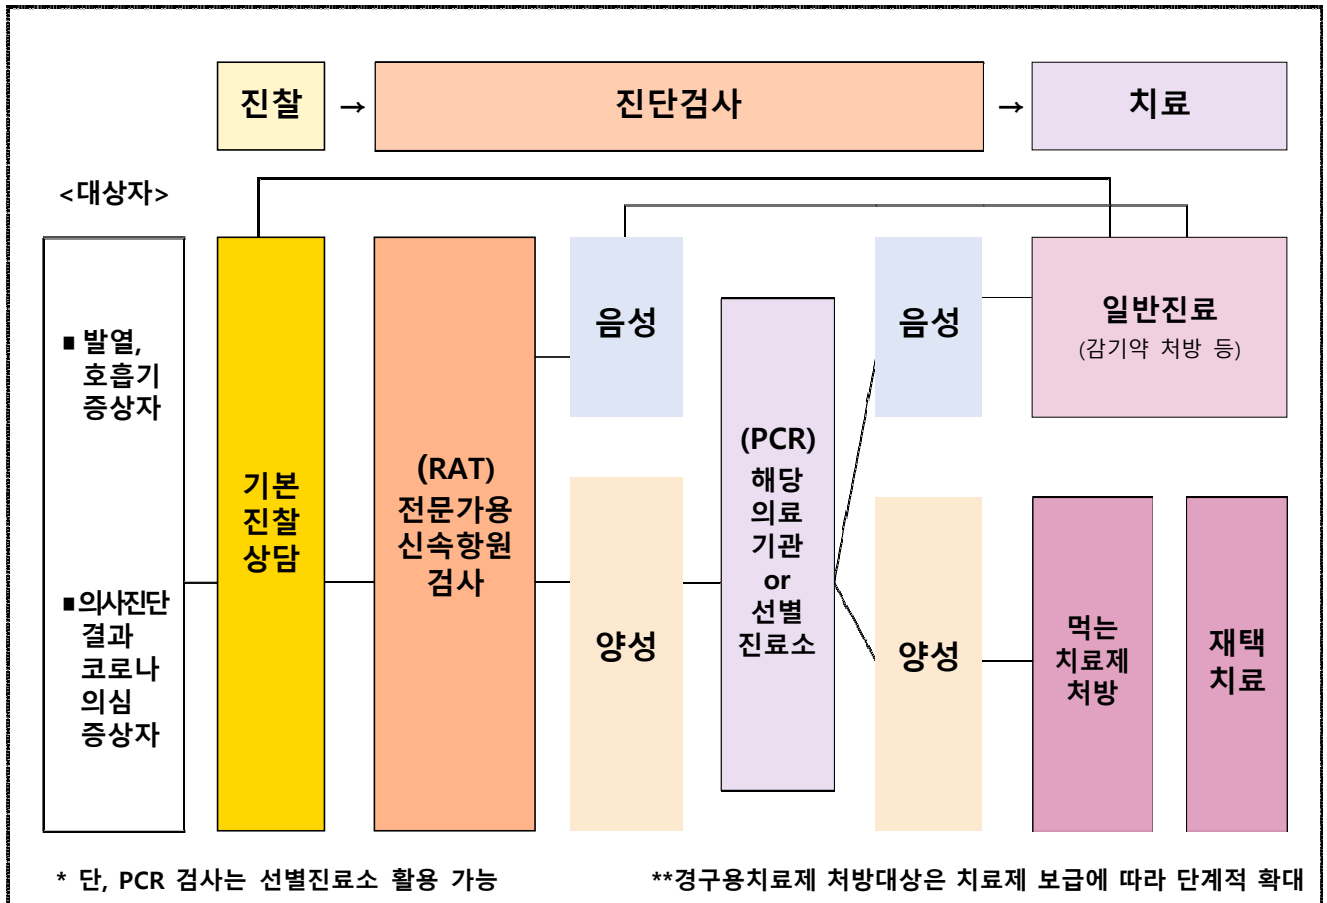 진찰 → 진단검사 → 치료
<대상자>
■ 발열,
호흡기
증상자
■의사진단
결과
코로나
의심
증상자
기본
진찰
상담
(RAT)
전문가용
신속항원
검사
음성
양성
(PCR)
해당
의료
기관
or
선별
진료소
음성
양성
일반진료
(감기약 처방 등)
먹는
치료제
처방
재택
치료
* 단, PCR 검사는 선별진료소 활용 가능
**경구용치료제 처방대상은 치료제 보급에 따라 단계적 확대